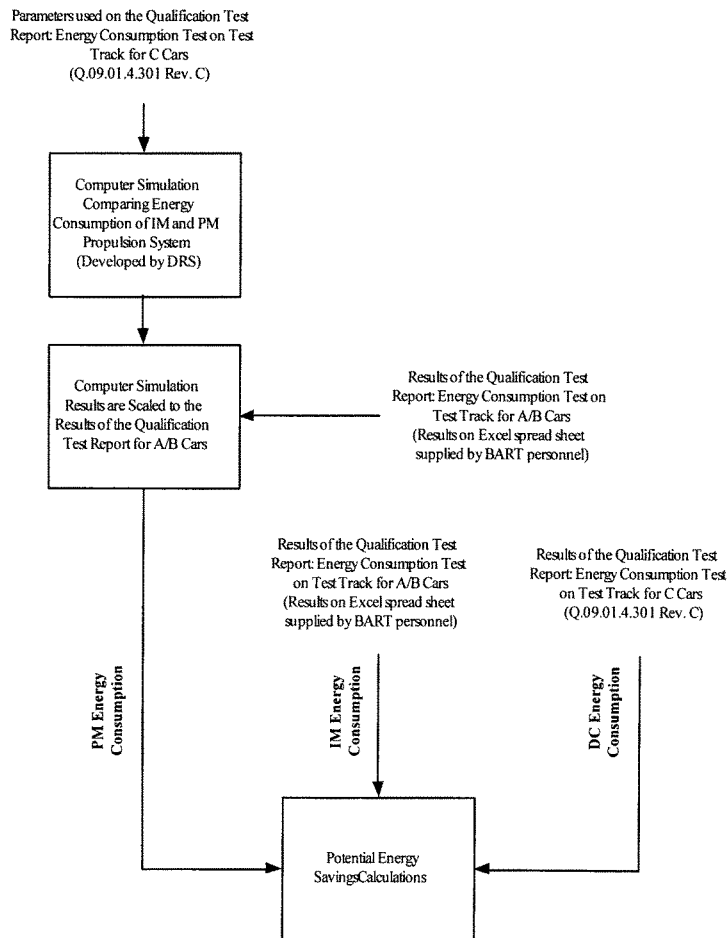 Parameters used on the Qualification Test
Report: Energy Consumption Test on Test
Track for C Cars
(Q.09.01.4.301 Rev. C)
Computer Simulation
Comparing Energy
Consumption of IM and PM
Propulsion System
(Developed by DRS)
Computer Simulation
Results are Scaled to the
Results of the Qualification
Test Report for A/B Cars
Results of the Qualification Test
Report: Energy Consumption Test on
Test Track for A/B Cars
(Results on Excel spread sheet
supplied by BART personnel)
Results of the Qualification Test
Report: Energy Consumption Test
on Test Track for A/B Cars
(Results on Excel spread sheet
supplied by BART personnel)
Results of the Qualification Test
Report: Energy Consumption Test
on Test Track for C Cars
(Q.09.01.4.301 Rev. C)
PM Energy
Consumption
IM Energy
Consumption
DC Energy
Consumption
Potential Energy
SavingsCalculations